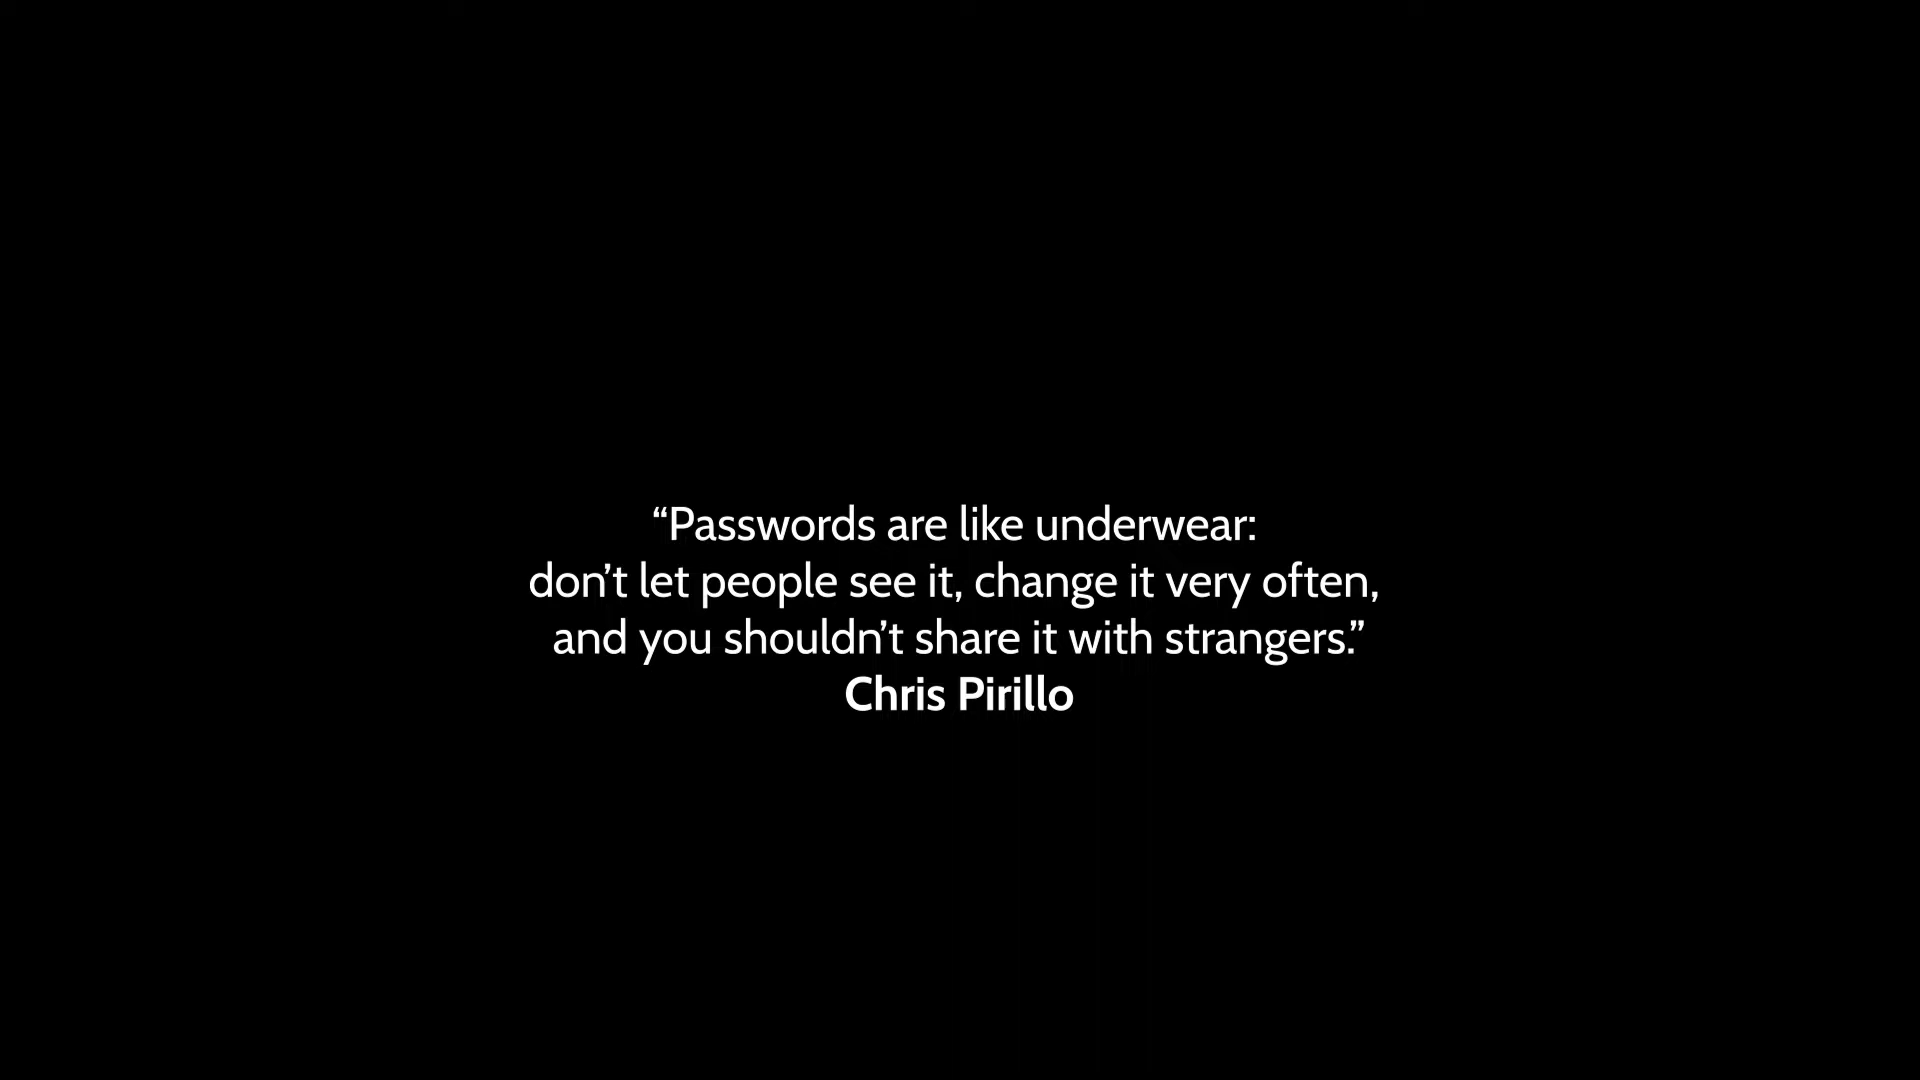 “Passwords are like underwear:
don’t let people see it, change it very often,
and you shouldn’t share it with strangers.”
Chris Pirillo